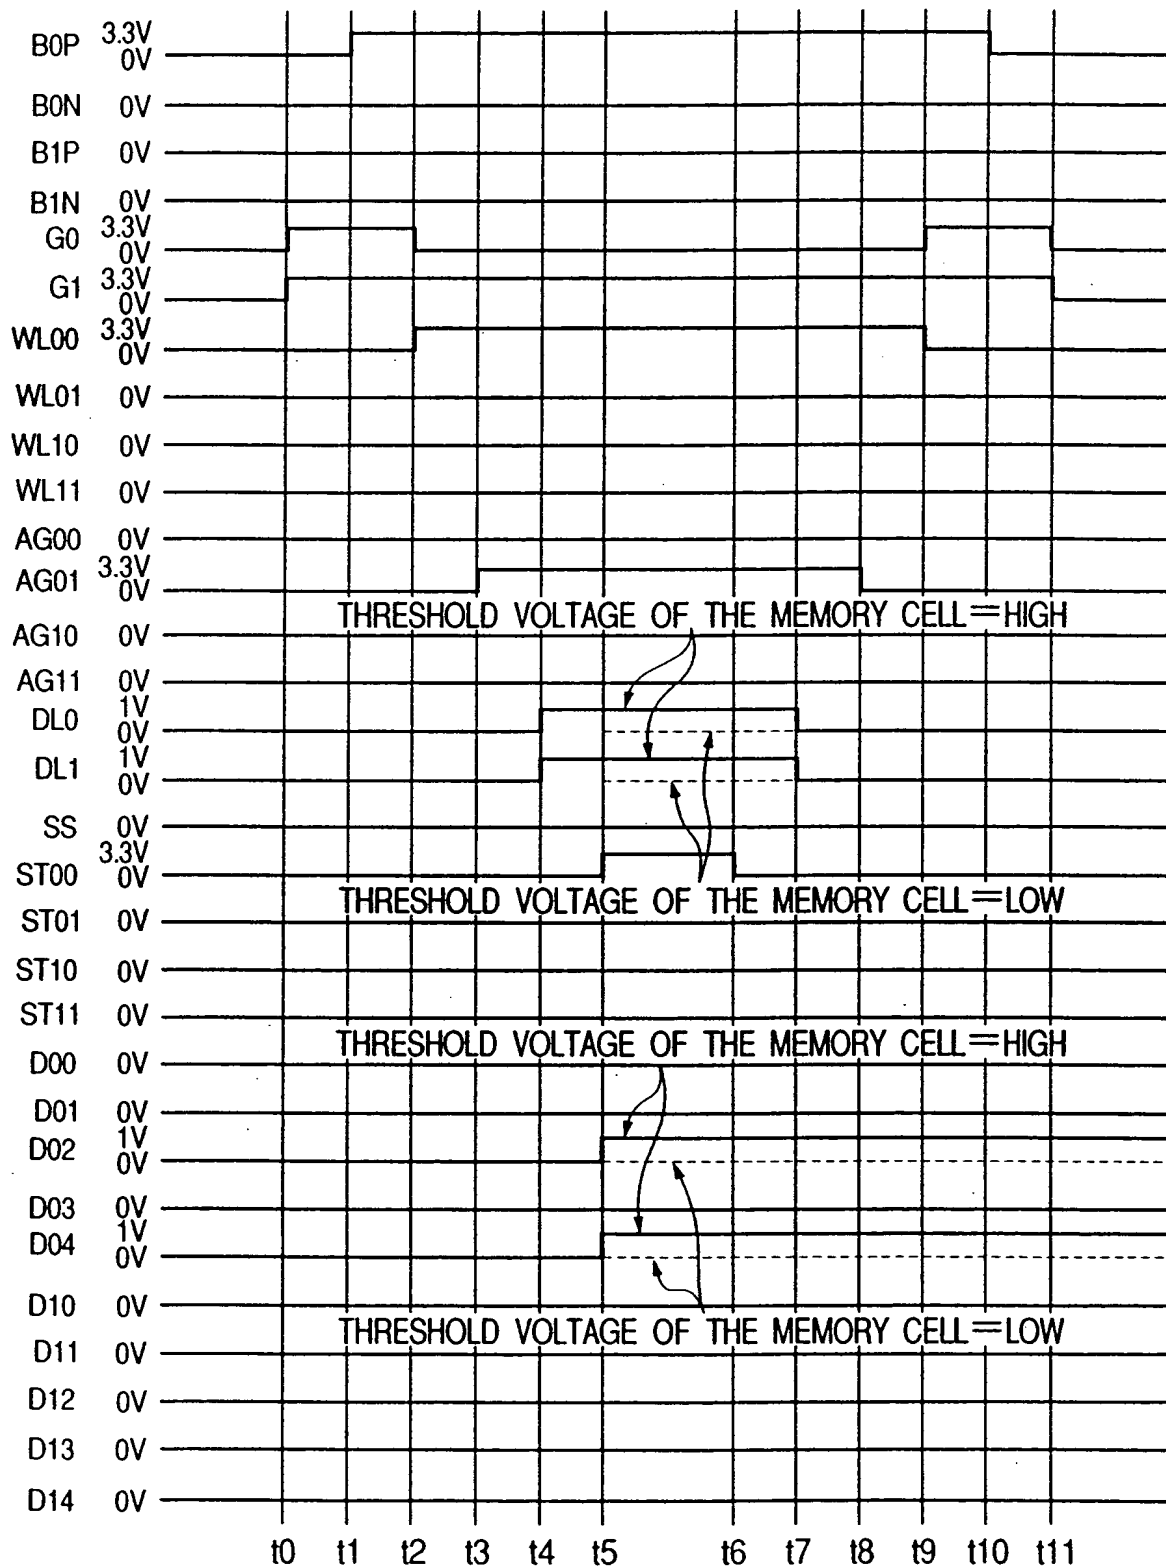 B0P 3.3V
0V
B0N 0V
B1P 0V
B1N 0V
G0 3.3V
0V
G1 3.3V
0V
WL00 3.3V
0V
WL01 0V
WL10 0V
WL11 0V
AG00 0V
AG01 3.3V
0V
THRESHOLD VOLTAGE OF THE MEMORY CELL=HIGH
AG10 0V
AG11 0V
DL0 1V
0V
DL1 1V
0V
SS 0V
ST00 3.3V
0V
THRESHOLD VOLTAGE OF THE MEMORY CELL=LOW
ST01 0V
ST10 0V
ST11 0V
THRESHOLD VOLTAGE OF THE MEMORY CELL=HIGH
D00 0V
D01 0V
D02 1V
0V
D03 0V
D04 1V
0V
D10 0V
THRESHOLD VOLTAGE OF THE MEMORY CELL=LOW
D11 0V
D12 0V
D13 0V
D14 0V
t0 t1 t2 t3 t4 t5 t6 t7 t8 t9 t10 t11